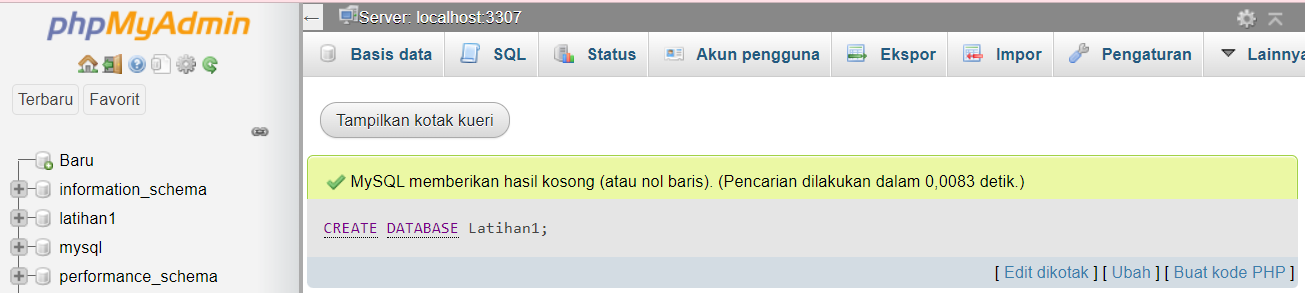 phpMyAdmin
Terbaru Favorit
Baru
information_schema
latihan1
mysql
performance_schema
Server: localhost:3307
Basis data SQL Status Akun pengguna Ekspor Impor Pengaturan Lainnya
Tampilkan kotak kueri
MySQL memberikan hasil kosong (atau nol baris). (Pencarian dilakukan dalam 0,0083 detik.)
CREATE DATABASE Latihan1;
[ Edit dikotak ] [ Ubah ] [ Buat kode PHP ]